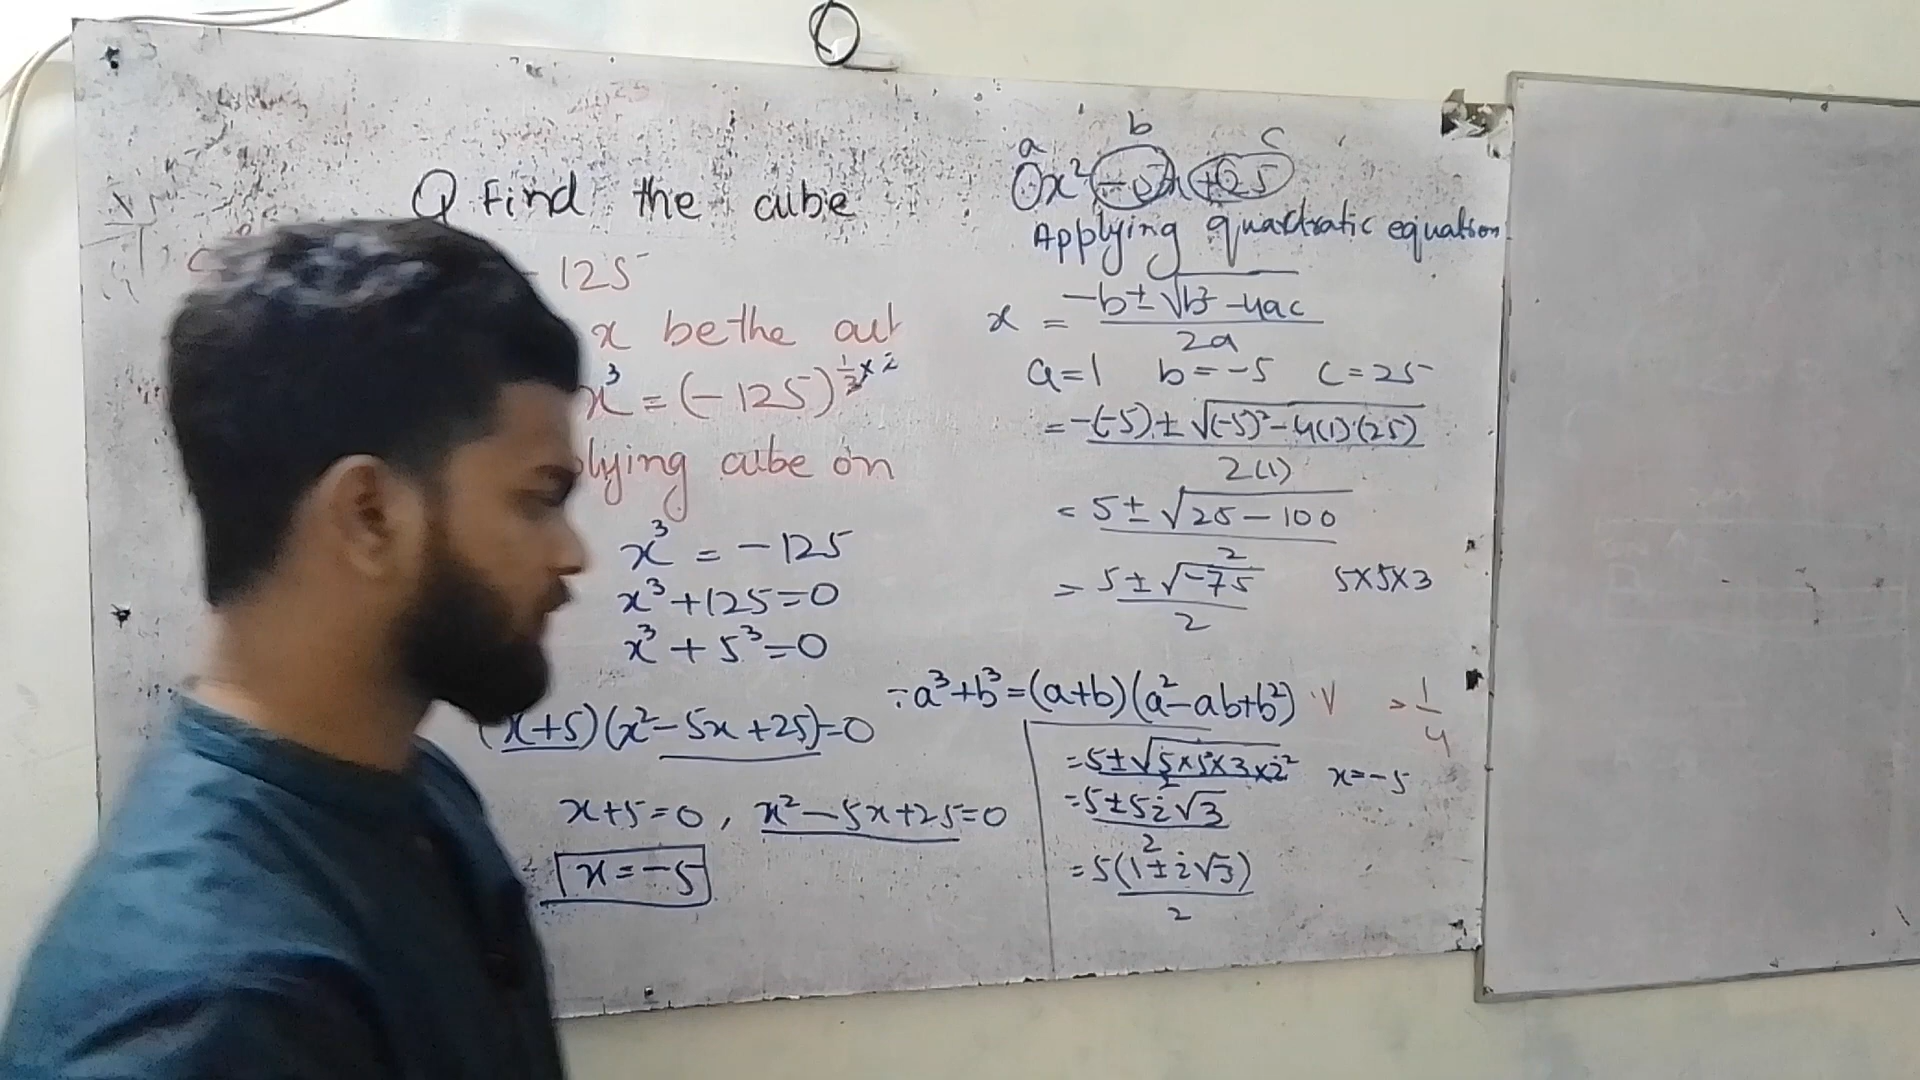 Q Find the cube
- 125
x be the cu
x³ = (-125)^{1/3 × 3}
lying cube on
x³ = -125
x³+125=0
x³ + 5³=0
(x+5)(x²-5x+25)=0
x+5=0, x²-5x+25=0
x=-5
a b c
x²-5x+25
Applying quadratic equation
x = (-b±√b²-4ac)/2a
a=1 b=-5 c=25
= (-(-5)±√(-5)²-4(1)(25))/2(1)
= (5±√25-100)/2
= (5±√-75)/2 5×5×3
∴a³+b³=(a+b)(a²-ab+b²)
1/4
= (5±√5×5×3×i²)/2 x=-5
= (5±5i√3)/2
= 5(1±i√3)/2